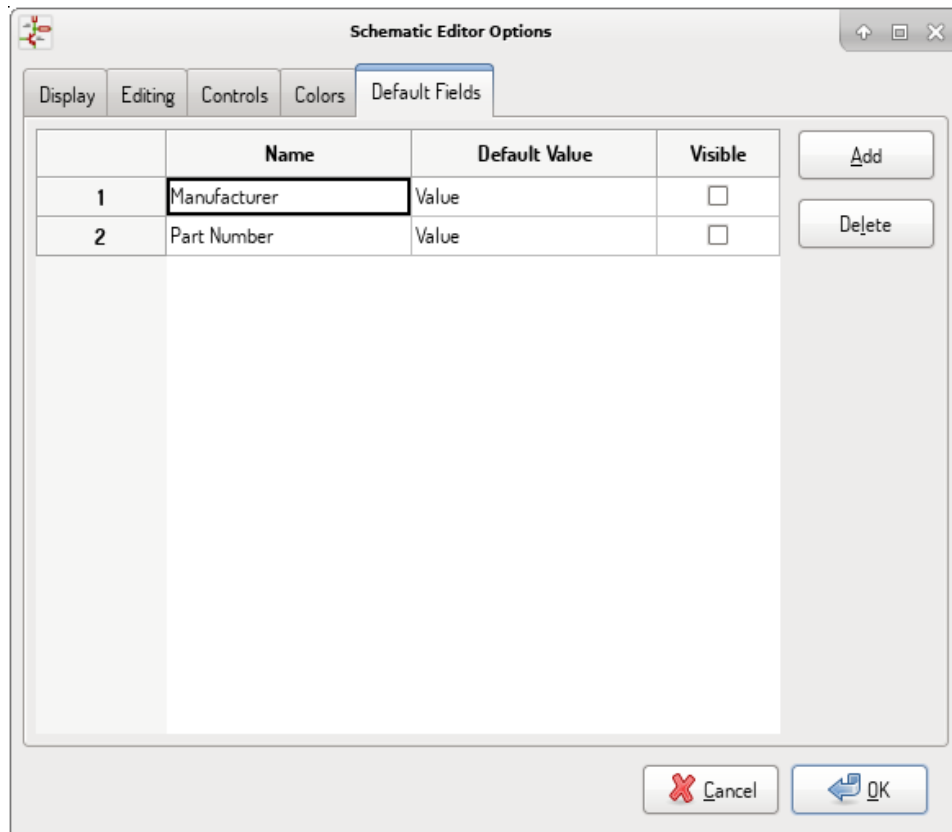 Schematic Editor Options
Display Editing Controls Colors Default Fields
Name Default Value Visible Add
1 Manufacturer Value
Delete
2 Part Number Value
Cancel OK